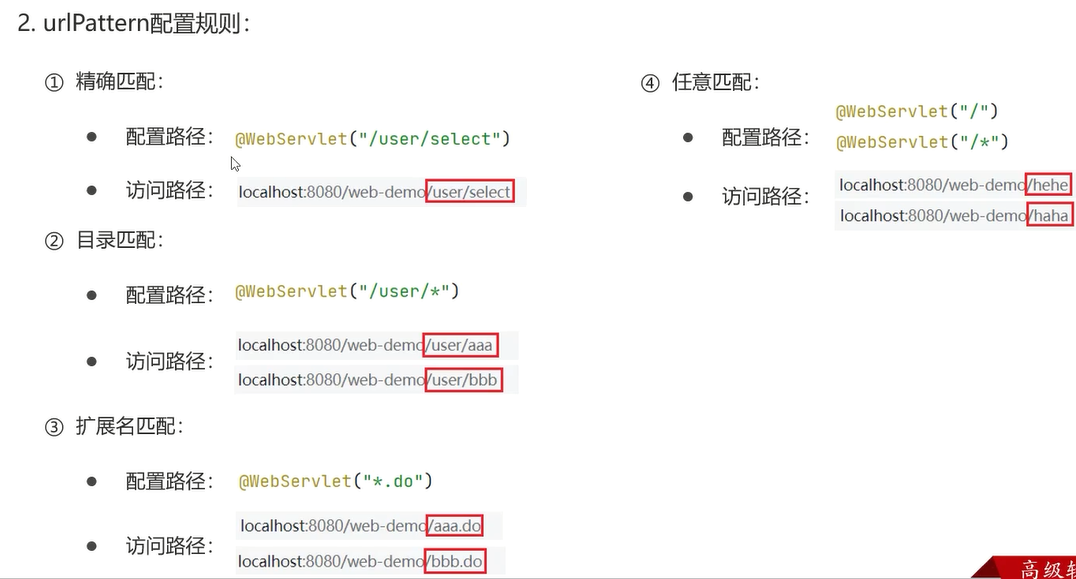 2. urlPattern配置规则：
① 精确匹配：
● 配置路径： @WebServlet("/user/select")
● 访问路径： localhost:8080/web-demo/user/select
② 目录匹配：
● 配置路径： @WebServlet("/user/*")
● 访问路径： localhost:8080/web-demo/user/aaa
localhost:8080/web-demo/user/bbb
③ 扩展名匹配：
● 配置路径： @WebServlet("*.do")
● 访问路径： localhost:8080/web-demo/aaa.do
localhost:8080/web-demo/bbb.do
④ 任意匹配：
@WebServlet("/")
● 配置路径： @WebServlet("/*")
● 访问路径： localhost:8080/web-demo/hehe
localhost:8080/web-demo/haha
高级